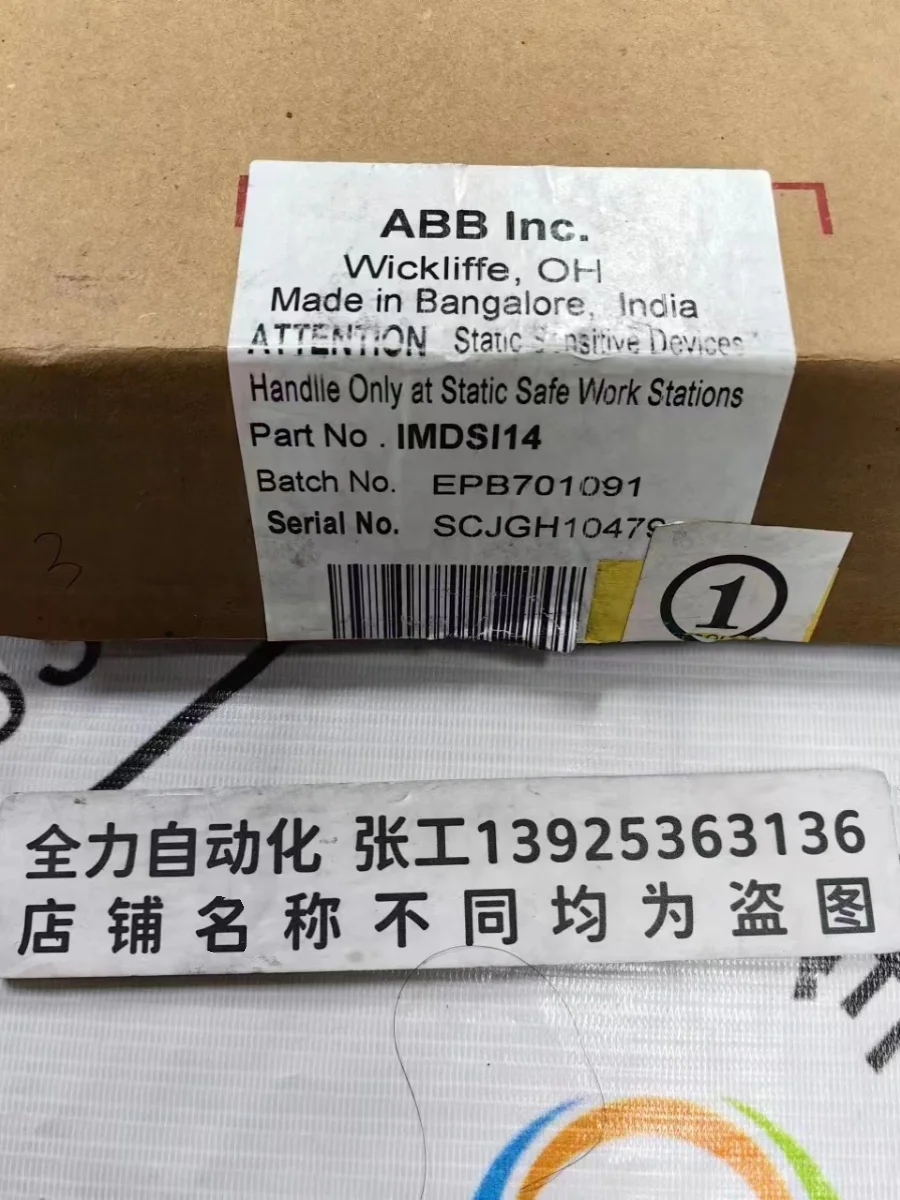 ABB Inc.
Wickliffe, OH
Made in Bangalore, India
ATTENTION Static Sensitive Devices
Handlle Only at Static Safe Work Stations
Part No . IMDSI14
Batch No. EPB701091
Serial No. SCJGH10479
1
3
全力自动化 张工13925363136
店铺名称不同均为盗图